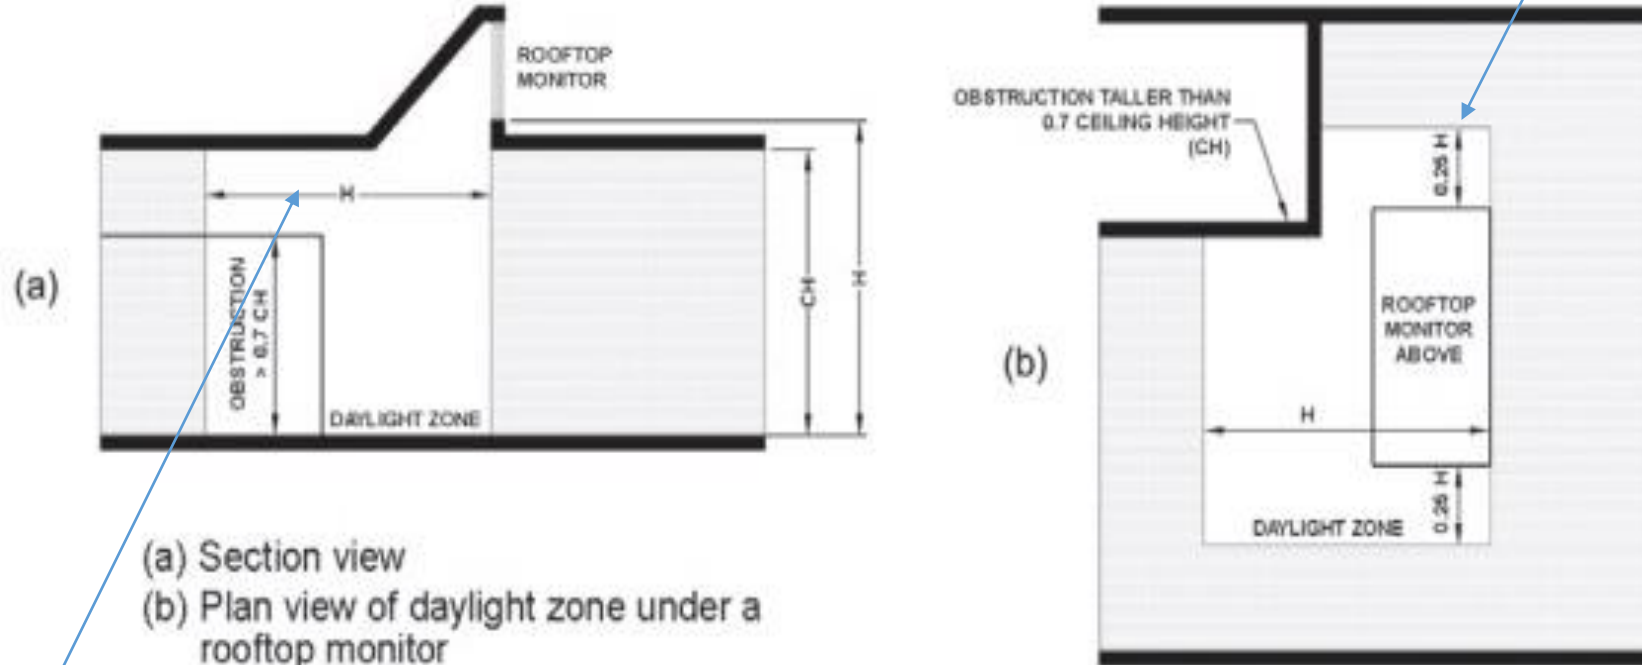 ROOFTOP
MONITOR
H
OBSTRUCTION
> 0.7 CH
DAYLIGHT ZONE
CH
H
(a)
(a) Section view
(b) Plan view of daylight zone under a
rooftop monitor
OBSTRUCTION TALLER THAN
0.7 CEILING HEIGHT
(CH)
0.25 H
ROOFTOP
MONITOR
ABOVE
H
0.25 H
DAYLIGHT ZONE
(b)